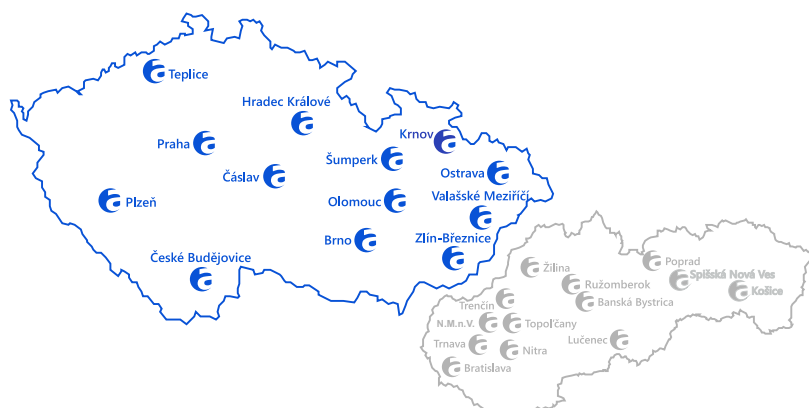 Teplice
Hradec Králové
Krnov
Praha
Šumperk
Čáslav
Ostrava
Plzeň
Olomouc
Valašské Meziříčí
Brno
Zlín-Březnice
České Budějovice
Žilina
Poprad
Spišská Nová Ves
Ružomberok
Košice
Trenčín
Banská Bystrica
N.M.n.V.
Topoľčany
Trnava
Nitra
Lučenec
Bratislava